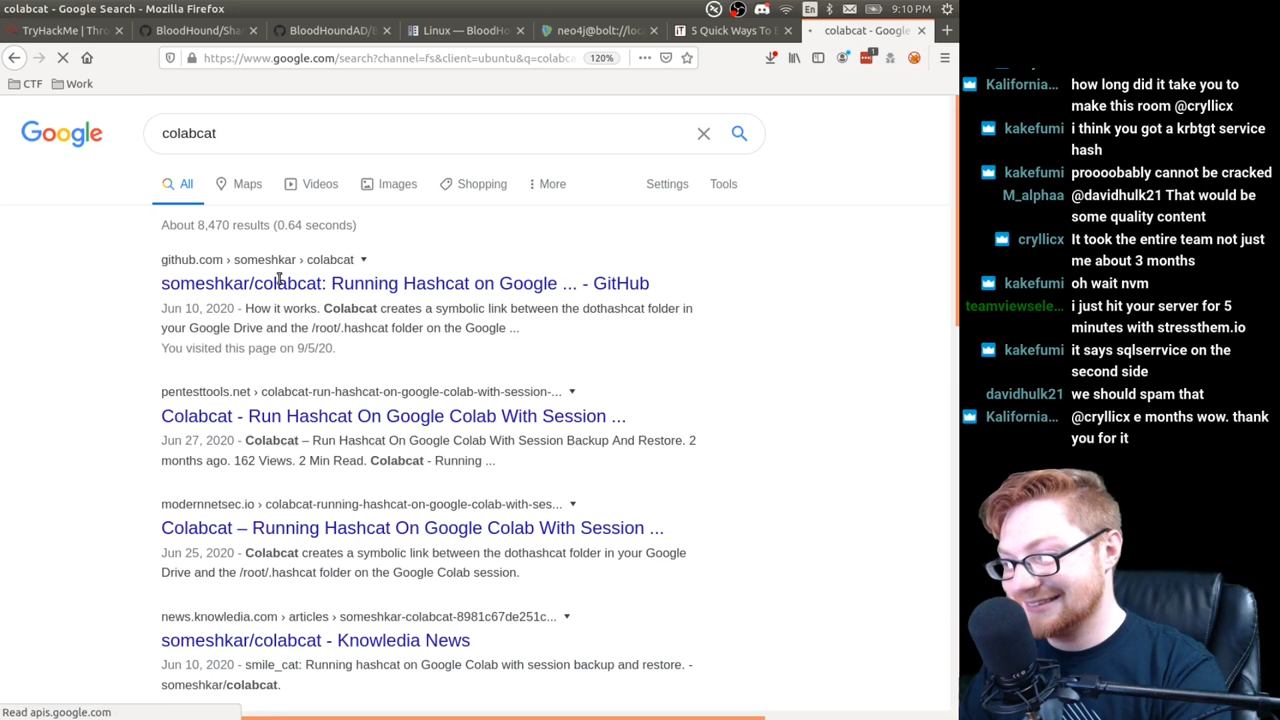 colabcat - Google Search - Mozilla Firefox
En
9:10 PM
TryHackMe | Thro
BloodHound/Sha
BloodHoundAD/B
Linux — BloodHo
neo4j@bolt://loca
5 Quick Ways To B
colabcat - Google
https://www.google.com/search?channel=fs&client=ubuntu&q=colabc
120%
1
CTF
Work
Google
colabcat
All
Maps
Videos
Images
Shopping
More
Settings
Tools
About 8,470 results (0.64 seconds)
github.com › someshkar › colabcat
someshkar/colabcat: Running Hashcat on Google ... - GitHub
Jun 10, 2020 - How it works. Colabcat creates a symbolic link between the dothashcat folder in
your Google Drive and the /root/.hashcat folder on the Google ...
You visited this page on 9/5/20.
pentesttools.net › colabcat-run-hashcat-on-google-colab-with-session-...
Colabcat - Run Hashcat On Google Colab With Session ...
Jun 27, 2020 - Colabcat – Run Hashcat On Google Colab With Session Backup And Restore. 2
months ago. 162 Views. 2 Min Read. Colabcat - Running ...
modernnetsec.io › colabcat-running-hashcat-on-google-colab-with-ses...
Colabcat – Running Hashcat On Google Colab With Session ...
Jun 25, 2020 - Colabcat creates a symbolic link between the dothashcat folder in your Google
Drive and the /root/.hashcat folder on the Google Colab session.
news.knowledia.com › articles › someshkar-colabcat-8981c67de251c...
someshkar/colabcat - Knowledia News
Jun 10, 2020 - smile_cat: Running hashcat on Google Colab with session backup and restore. -
someshkar/colabcat.
Read apis.google.com
Kalifornia... how long did it take you to
make this room @cryllicx
kakefumi i think you got a krbtgt service
hash
kakefumi proooobably cannot be cracked
M_alphaa @davidhulk21 That would be
some quality content
cryllicx It took the entire team not just
me about 3 months
kakefumi oh wait nvm
teamviewsele... i just hit your server for 5
minutes with stressthem.io
kakefumi it says sqlserrvice on the
second side
davidhulk21 we should spam that
Kalifornia... @cryllicx e months wow. thank
you for it